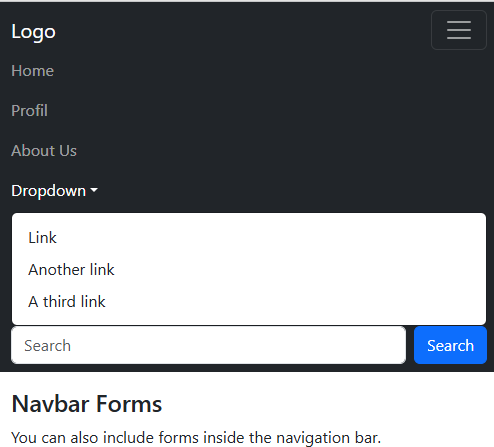 Logo
Home
Profil
About Us
Dropdown
Link
Another link
A third link
Search Search
Navbar Forms
You can also include forms inside the navigation bar.